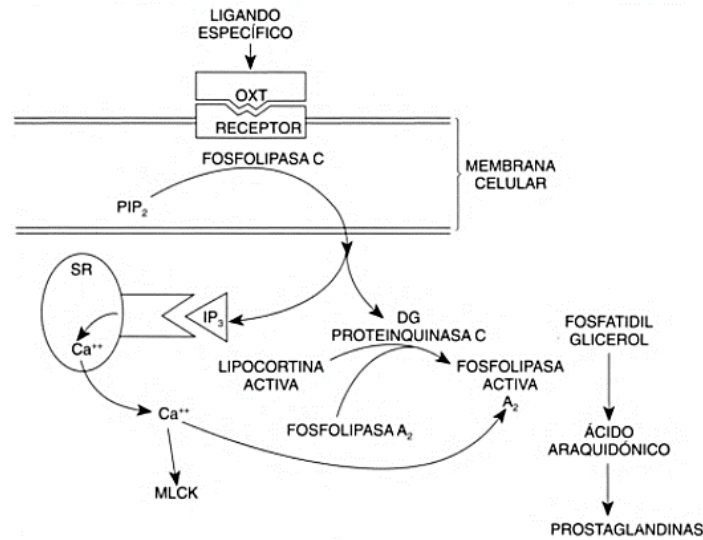 LIGANDO
ESPECÍFICO
OXT
RECEPTOR
FOSFOLIPASA C
MEMBRANA
CELULAR
PIP₂
SR
IP₃
Ca⁺⁺
DG
PROTEINQUINASA C
LIPOCORTINA
ACTIVA
FOSFOLIPASA
ACTIVA
A₂
FOSFOLIPASA A₂
FOSFATIDIL
GLICEROL
Ca⁺⁺
MLCK
ÁCIDO
ARAQUIDÓNICO
PROSTAGLANDINAS